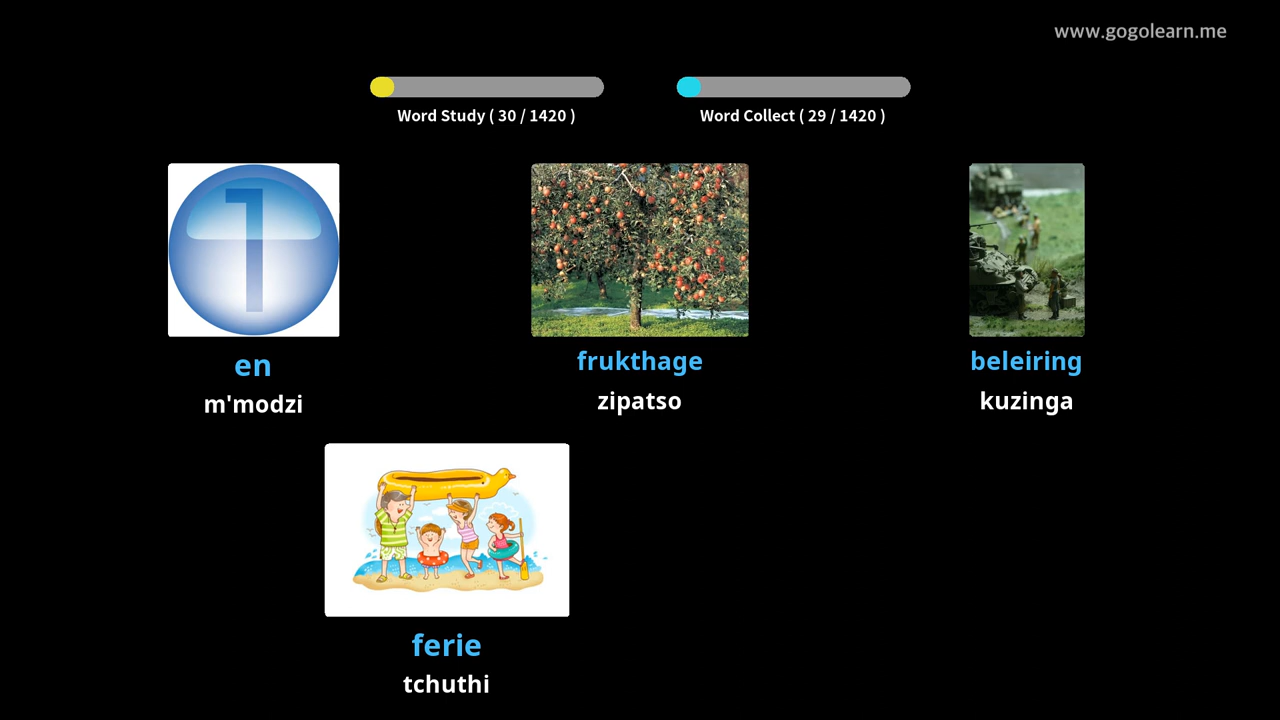 www.gogolearn.me
Word Study ( 30 / 1420 )
Word Collect ( 29 / 1420 )
1
en
m'modzi
frukthage
zipatso
beleiring
kuzinga
ferie
tchuthi